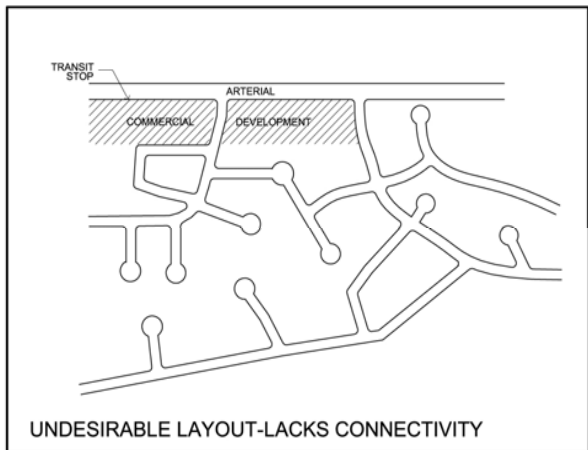 TRANSIT
STOP
ARTERIAL
COMMERCIAL DEVELOPMENT
UNDESIRABLE LAYOUT-LACKS CONNECTIVITY